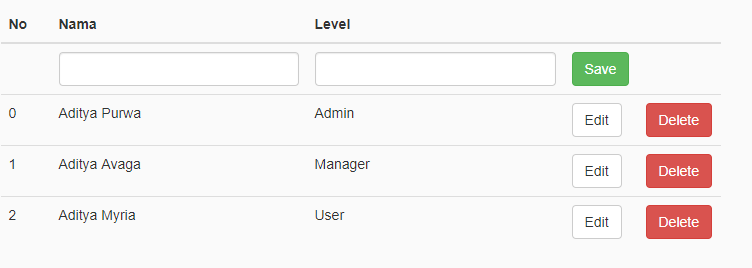 No Nama Level
Save
0 Aditya Purwa Admin Edit Delete
1 Aditya Avaga Manager Edit Delete
2 Aditya Myria User Edit Delete